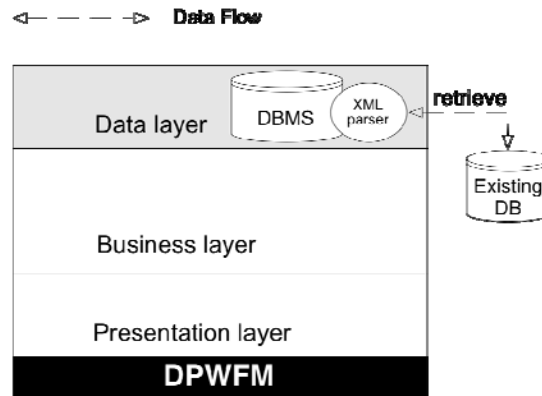 Data Flow
retrieve
XML
parser
DBMS
Data layer
Existing
DB
Business layer
Presentation layer
DPWFM